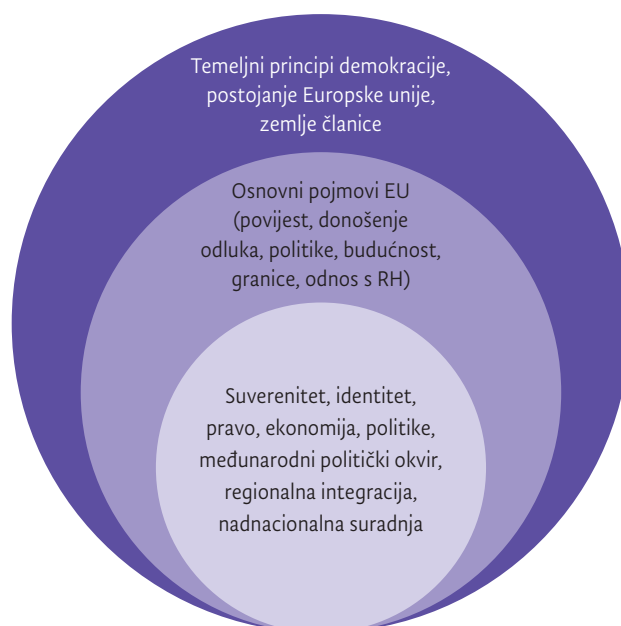 Temeljni principi demokracije,
postojanje Europske unije,
zemlje članice
Osnovni pojmovi EU
(povijest, donošenje
odluka, politike, budućnost,
granice, odnos s RH)
Suverenitet, identitet,
pravo, ekonomija, politike,
međunarodni politički okvir,
regionalna integracija,
nadnacionalna suradnja